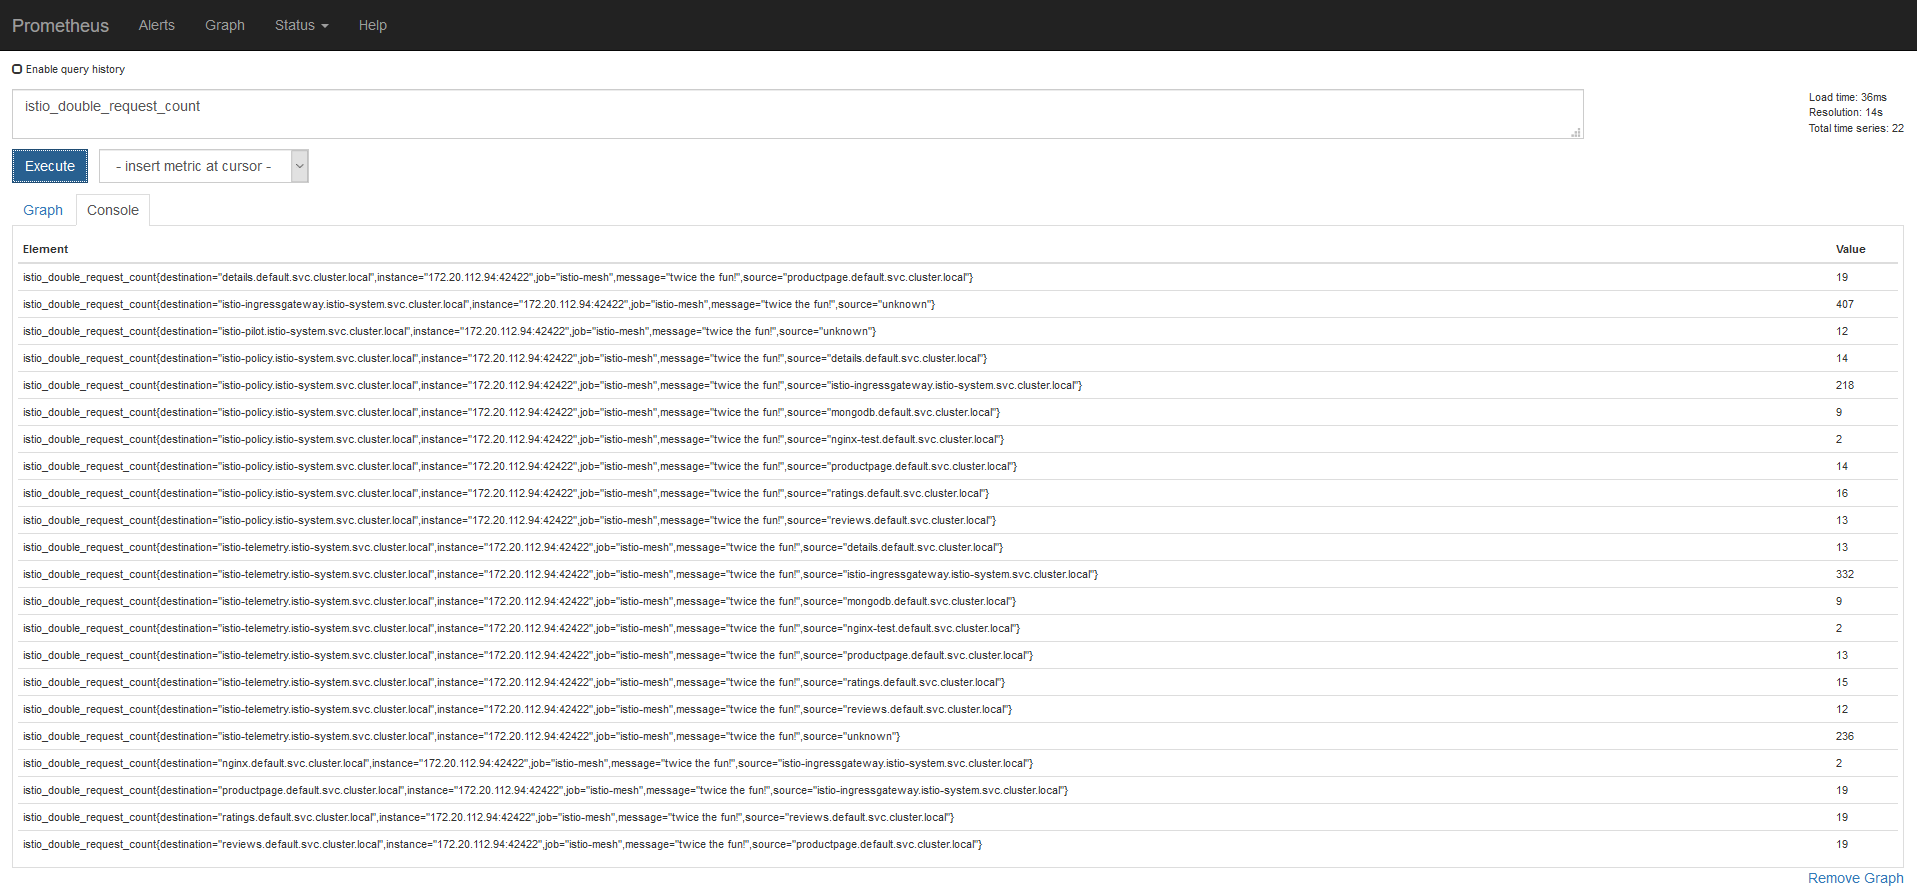 Prometheus Alerts Graph Status Help
Enable query history
istio_double_request_count
Load time: 36ms
Resolution: 14s
Total time series: 22
Execute - insert metric at cursor -
Graph Console
Element Value
istio_double_request_count{destination="details.default.svc.cluster.local",instance="172.20.112.94:42422",job="istio-mesh",message="twice the fun!",source="productpage.default.svc.cluster.local"} 19
istio_double_request_count{destination="istio-ingressgateway.istio-system.svc.cluster.local",instance="172.20.112.94:42422",job="istio-mesh",message="twice the fun!",source="unknown"} 407
istio_double_request_count{destination="istio-pilot.istio-system.svc.cluster.local",instance="172.20.112.94:42422",job="istio-mesh",message="twice the fun!",source="unknown"} 12
istio_double_request_count{destination="istio-policy.istio-system.svc.cluster.local",instance="172.20.112.94:42422",job="istio-mesh",message="twice the fun!",source="details.default.svc.cluster.local"} 14
istio_double_request_count{destination="istio-policy.istio-system.svc.cluster.local",instance="172.20.112.94:42422",job="istio-mesh",message="twice the fun!",source="istio-ingressgateway.istio-system.svc.cluster.local"} 218
istio_double_request_count{destination="istio-policy.istio-system.svc.cluster.local",instance="172.20.112.94:42422",job="istio-mesh",message="twice the fun!",source="mongodb.default.svc.cluster.local"} 9
istio_double_request_count{destination="istio-policy.istio-system.svc.cluster.local",instance="172.20.112.94:42422",job="istio-mesh",message="twice the fun!",source="nginx-test.default.svc.cluster.local"} 2
istio_double_request_count{destination="istio-policy.istio-system.svc.cluster.local",instance="172.20.112.94:42422",job="istio-mesh",message="twice the fun!",source="productpage.default.svc.cluster.local"} 14
istio_double_request_count{destination="istio-policy.istio-system.svc.cluster.local",instance="172.20.112.94:42422",job="istio-mesh",message="twice the fun!",source="ratings.default.svc.cluster.local"} 16
istio_double_request_count{destination="istio-policy.istio-system.svc.cluster.local",instance="172.20.112.94:42422",job="istio-mesh",message="twice the fun!",source="reviews.default.svc.cluster.local"} 13
istio_double_request_count{destination="istio-telemetry.istio-system.svc.cluster.local",instance="172.20.112.94:42422",job="istio-mesh",message="twice the fun!",source="details.default.svc.cluster.local"} 13
istio_double_request_count{destination="istio-telemetry.istio-system.svc.cluster.local",instance="172.20.112.94:42422",job="istio-mesh",message="twice the fun!",source="istio-ingressgateway.istio-system.svc.cluster.local"} 332
istio_double_request_count{destination="istio-telemetry.istio-system.svc.cluster.local",instance="172.20.112.94:42422",job="istio-mesh",message="twice the fun!",source="mongodb.default.svc.cluster.local"} 9
istio_double_request_count{destination="istio-telemetry.istio-system.svc.cluster.local",instance="172.20.112.94:42422",job="istio-mesh",message="twice the fun!",source="nginx-test.default.svc.cluster.local"} 2
istio_double_request_count{destination="istio-telemetry.istio-system.svc.cluster.local",instance="172.20.112.94:42422",job="istio-mesh",message="twice the fun!",source="productpage.default.svc.cluster.local"} 13
istio_double_request_count{destination="istio-telemetry.istio-system.svc.cluster.local",instance="172.20.112.94:42422",job="istio-mesh",message="twice the fun!",source="ratings.default.svc.cluster.local"} 15
istio_double_request_count{destination="istio-telemetry.istio-system.svc.cluster.local",instance="172.20.112.94:42422",job="istio-mesh",message="twice the fun!",source="reviews.default.svc.cluster.local"} 12
istio_double_request_count{destination="istio-telemetry.istio-system.svc.cluster.local",instance="172.20.112.94:42422",job="istio-mesh",message="twice the fun!",source="unknown"} 236
istio_double_request_count{destination="nginx.default.svc.cluster.local",instance="172.20.112.94:42422",job="istio-mesh",message="twice the fun!",source="istio-ingressgateway.istio-system.svc.cluster.local"} 2
istio_double_request_count{destination="productpage.default.svc.cluster.local",instance="172.20.112.94:42422",job="istio-mesh",message="twice the fun!",source="istio-ingressgateway.istio-system.svc.cluster.local"} 19
istio_double_request_count{destination="ratings.default.svc.cluster.local",instance="172.20.112.94:42422",job="istio-mesh",message="twice the fun!",source="reviews.default.svc.cluster.local"} 19
istio_double_request_count{destination="reviews.default.svc.cluster.local",instance="172.20.112.94:42422",job="istio-mesh",message="twice the fun!",source="productpage.default.svc.cluster.local"} 19
Remove Graph